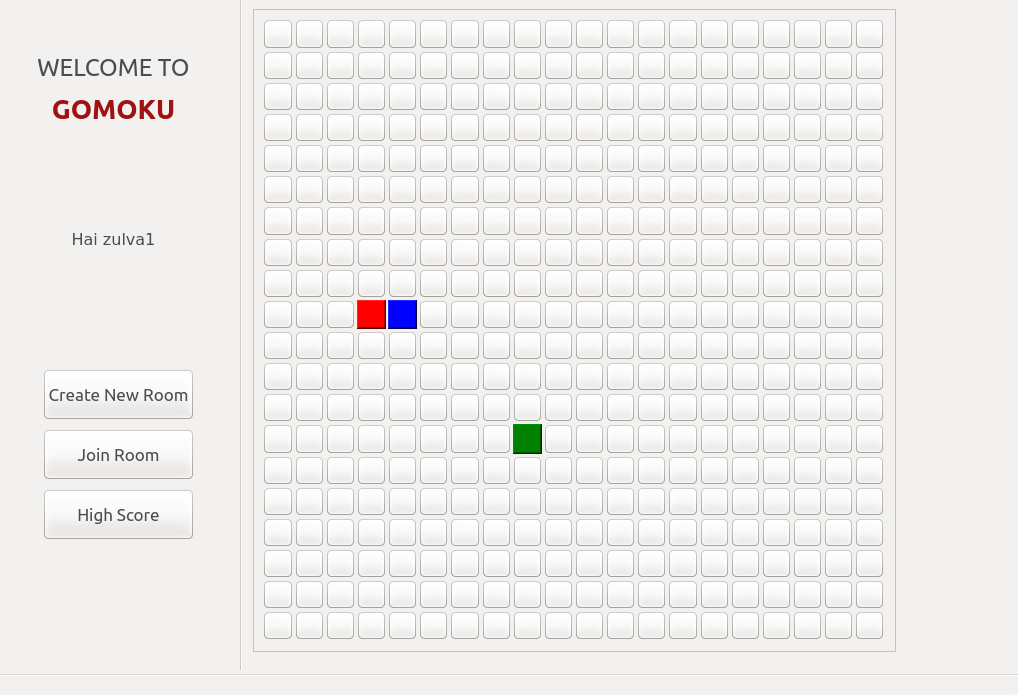 WELCOME TO
GOMOKU
Hai zulva1
Create New Room
Join Room
High Score